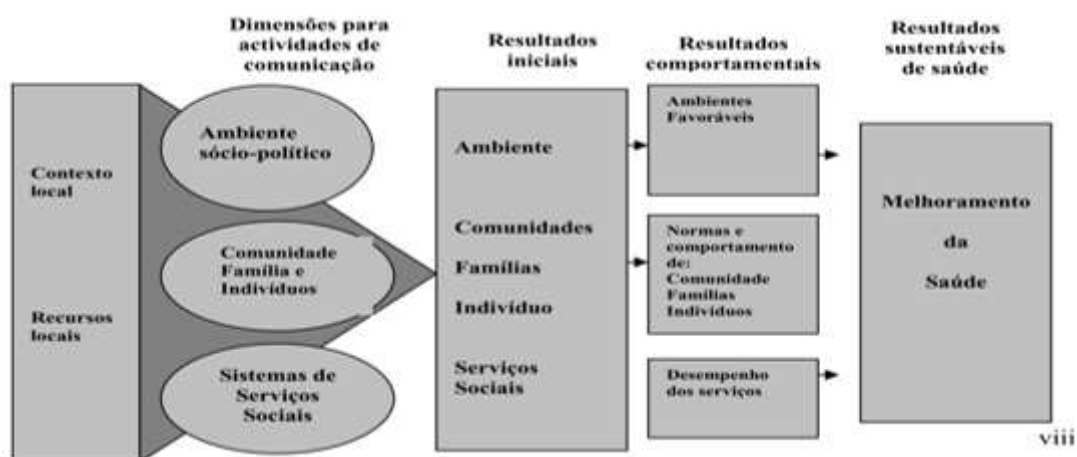 Dimensões para
actividades de
comunicação
Resultados
iniciais
Resultados
comportamentais
Resultados
sustentáveis
de saúde
Contexto
local
Recursos
locais
Ambiente
sócio-político
Comunidade
Família e
Indivíduos
Sistemas de
Serviços
Sociais
Ambiente
Comunidades
Famílias
Indivíduo
Serviços
Sociais
Ambientes
Favoráveis
Normas e
comportamento
de:
Comunidade
Famílias
Indivíduos
Desempenho
dos serviços
Melhoramento
da
Saúde
viii